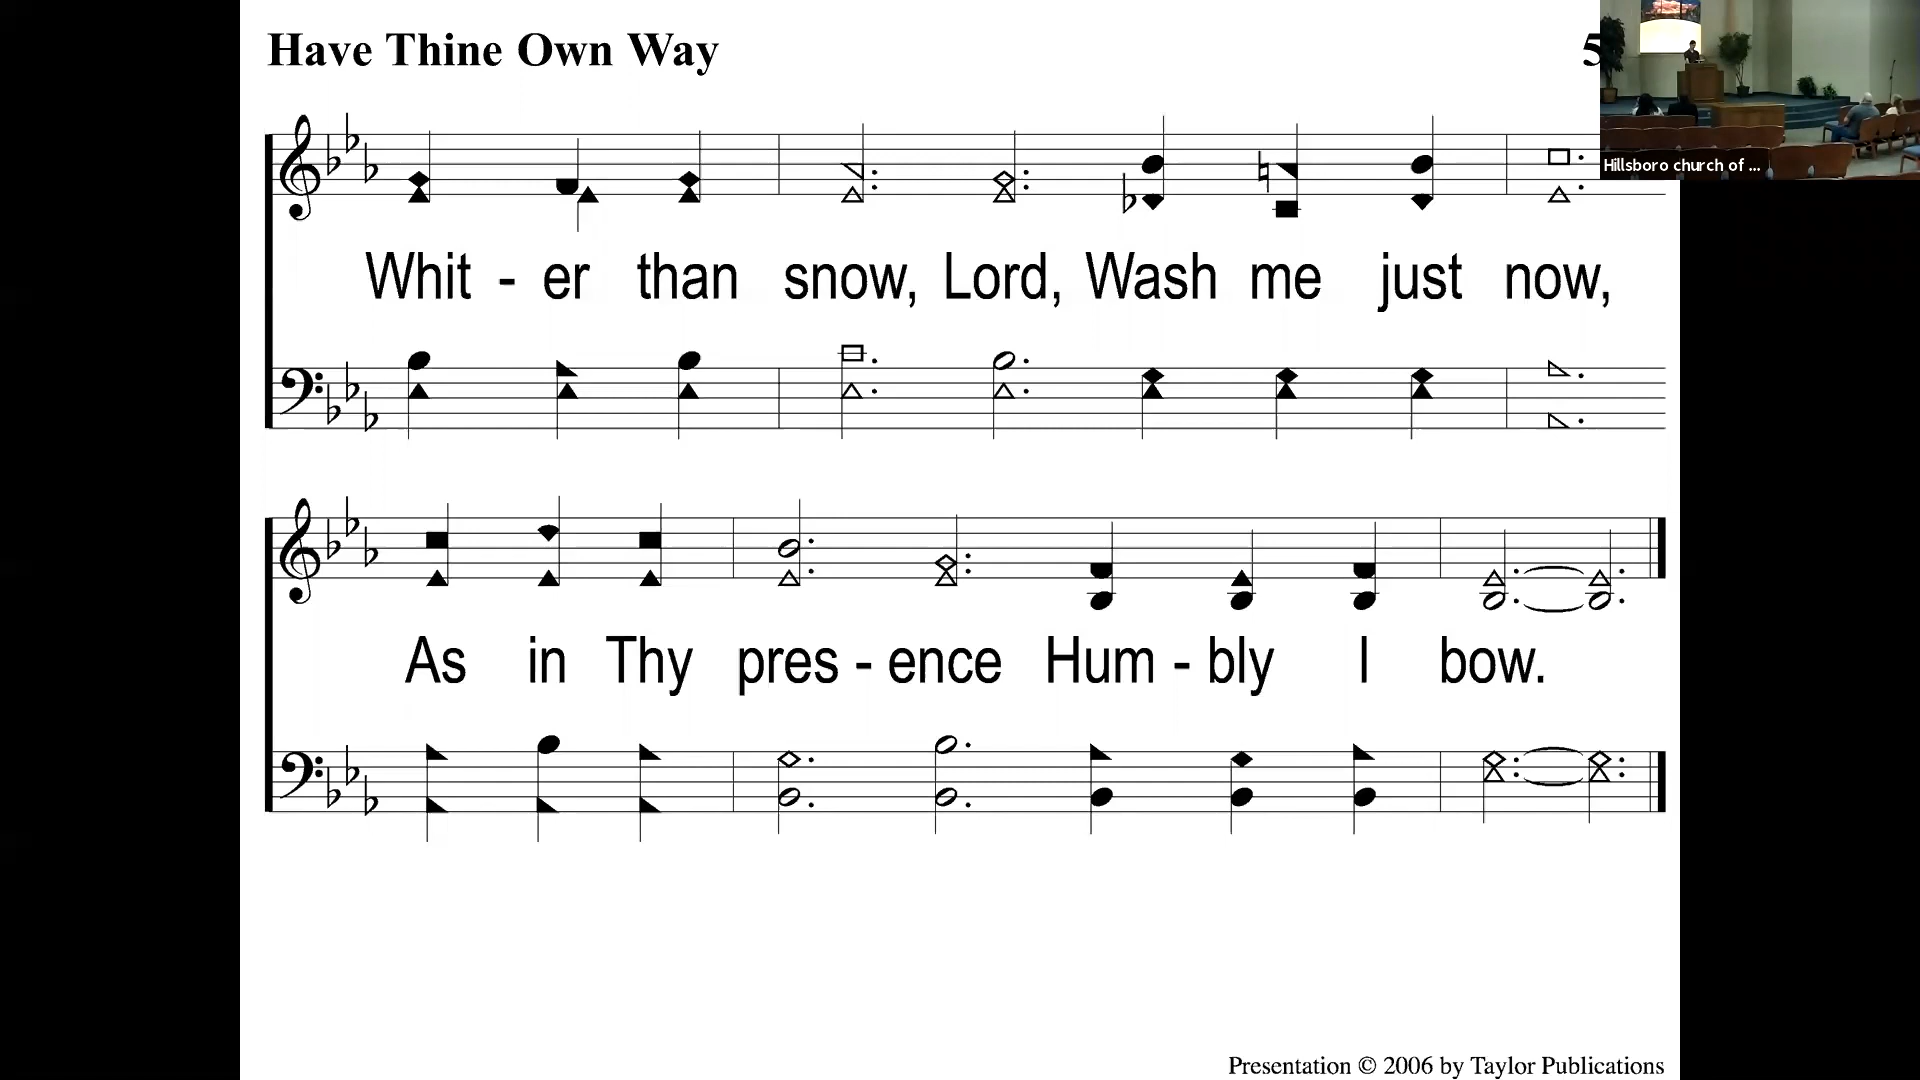 Have Thine Own Way 5
Hillsboro church of ...
Whit - er than snow, Lord, Wash me just now,
As in Thy pres - ence Hum - bly I bow.
Presentation © 2006 by Taylor Publications